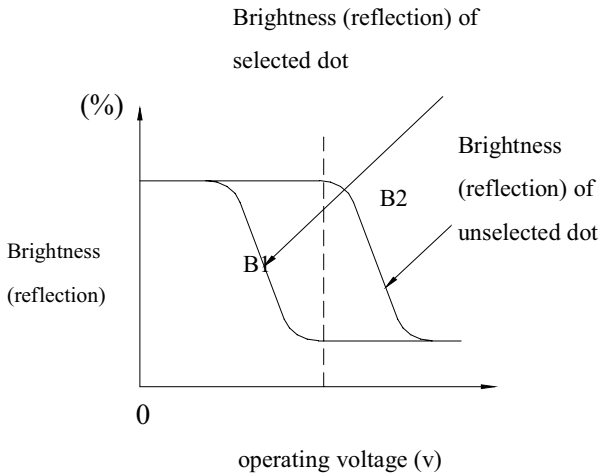 Brightness (reflection) of
selected dot
(%)
Brightness
(reflection) of
unselected dot
B2
B1
Brightness
(reflection)
0
operating voltage (v)